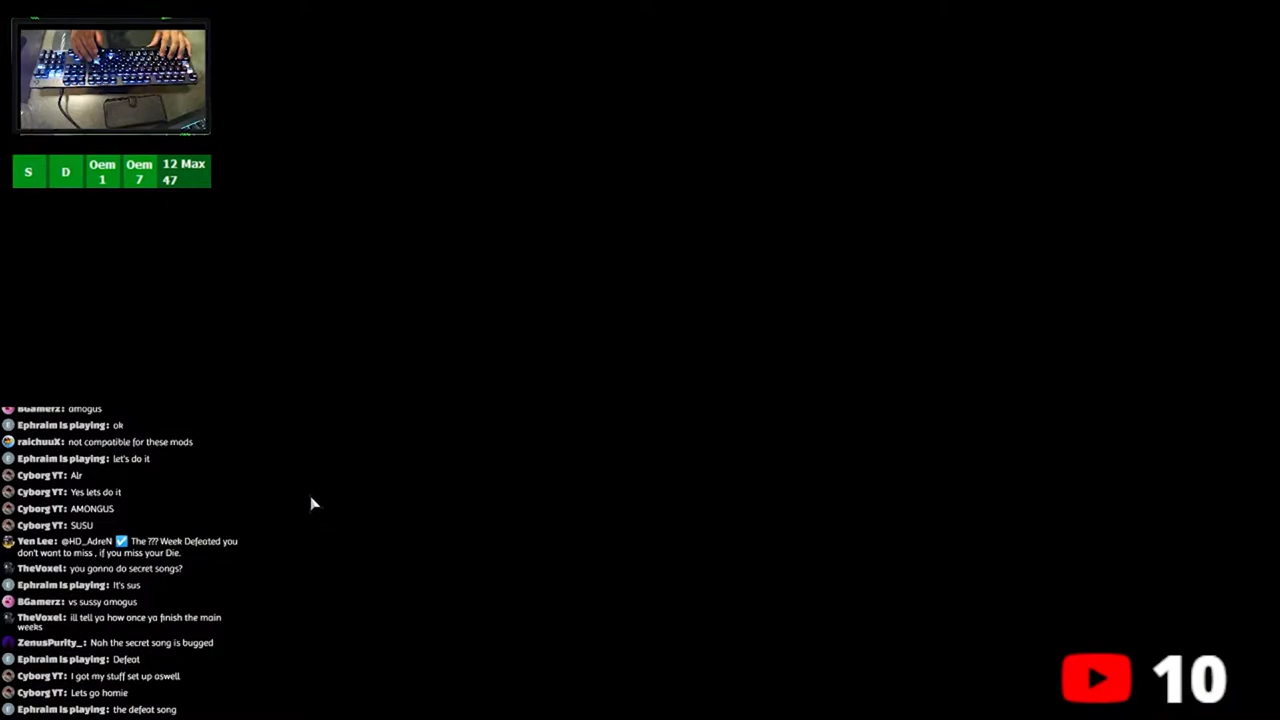 S
D
Oem
1
Oem
7
12 Max
47
BGamerz: amogus
Ephraim Is playing: ok
raichuuX: not compatible for these mods
Ephraim Is playing: let's do it
Cyborg YT: Alr
Cyborg YT: Yes lets do it
Cyborg YT: AMONGUS
Cyborg YT: SUSU
Yen Lee: @HD_AdreN ☑ The ??? Week Defeated you
don't want to miss , if you miss your Die.
TheVoxel: you gonna do secret songs?
Ephraim Is playing: It's sus
BGamerz: vs sussy amogus
TheVoxel: ill tell ya how once ya finish the main
weeks
ZenusPurity_: Nah the secret song is bugged
Ephraim Is playing: Defeat
Cyborg YT: I got my stuff set up aswell
Cyborg YT: Lets go homie
Ephraim Is playing: the defeat song
10